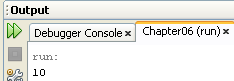 Output
Debugger Console × Chapter06 (run) ×
run:
10